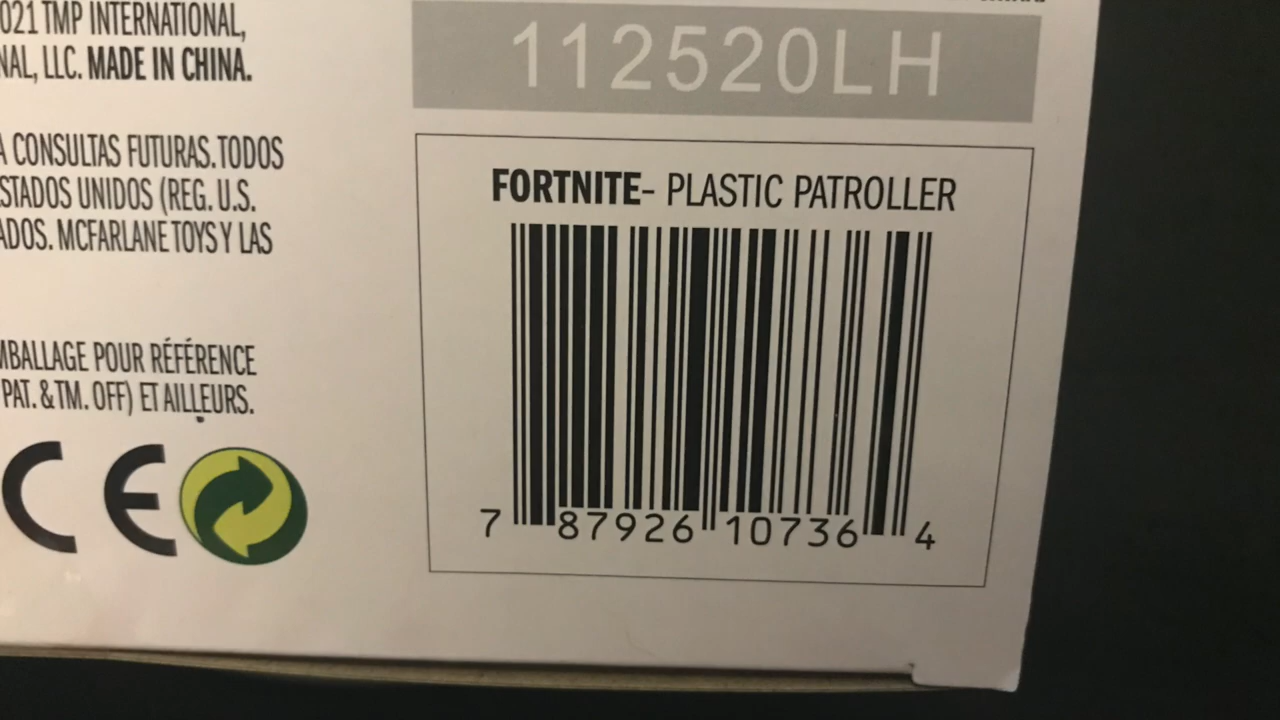 021 TMP INTERNATIONAL,
NAL, LLC. MADE IN CHINA.
A CONSULTAS FUTURAS. TODOS
STADOS UNIDOS (REG. U.S.
ADOS. MCFARLANE TOYS Y LAS
MBALLAGE POUR RÉFÉRENCE
PAT. & TM. OFF) ET AILLEURS.
CE
112520LH
FORTNITE- PLASTIC PATROLLER
7 87926 10736 4